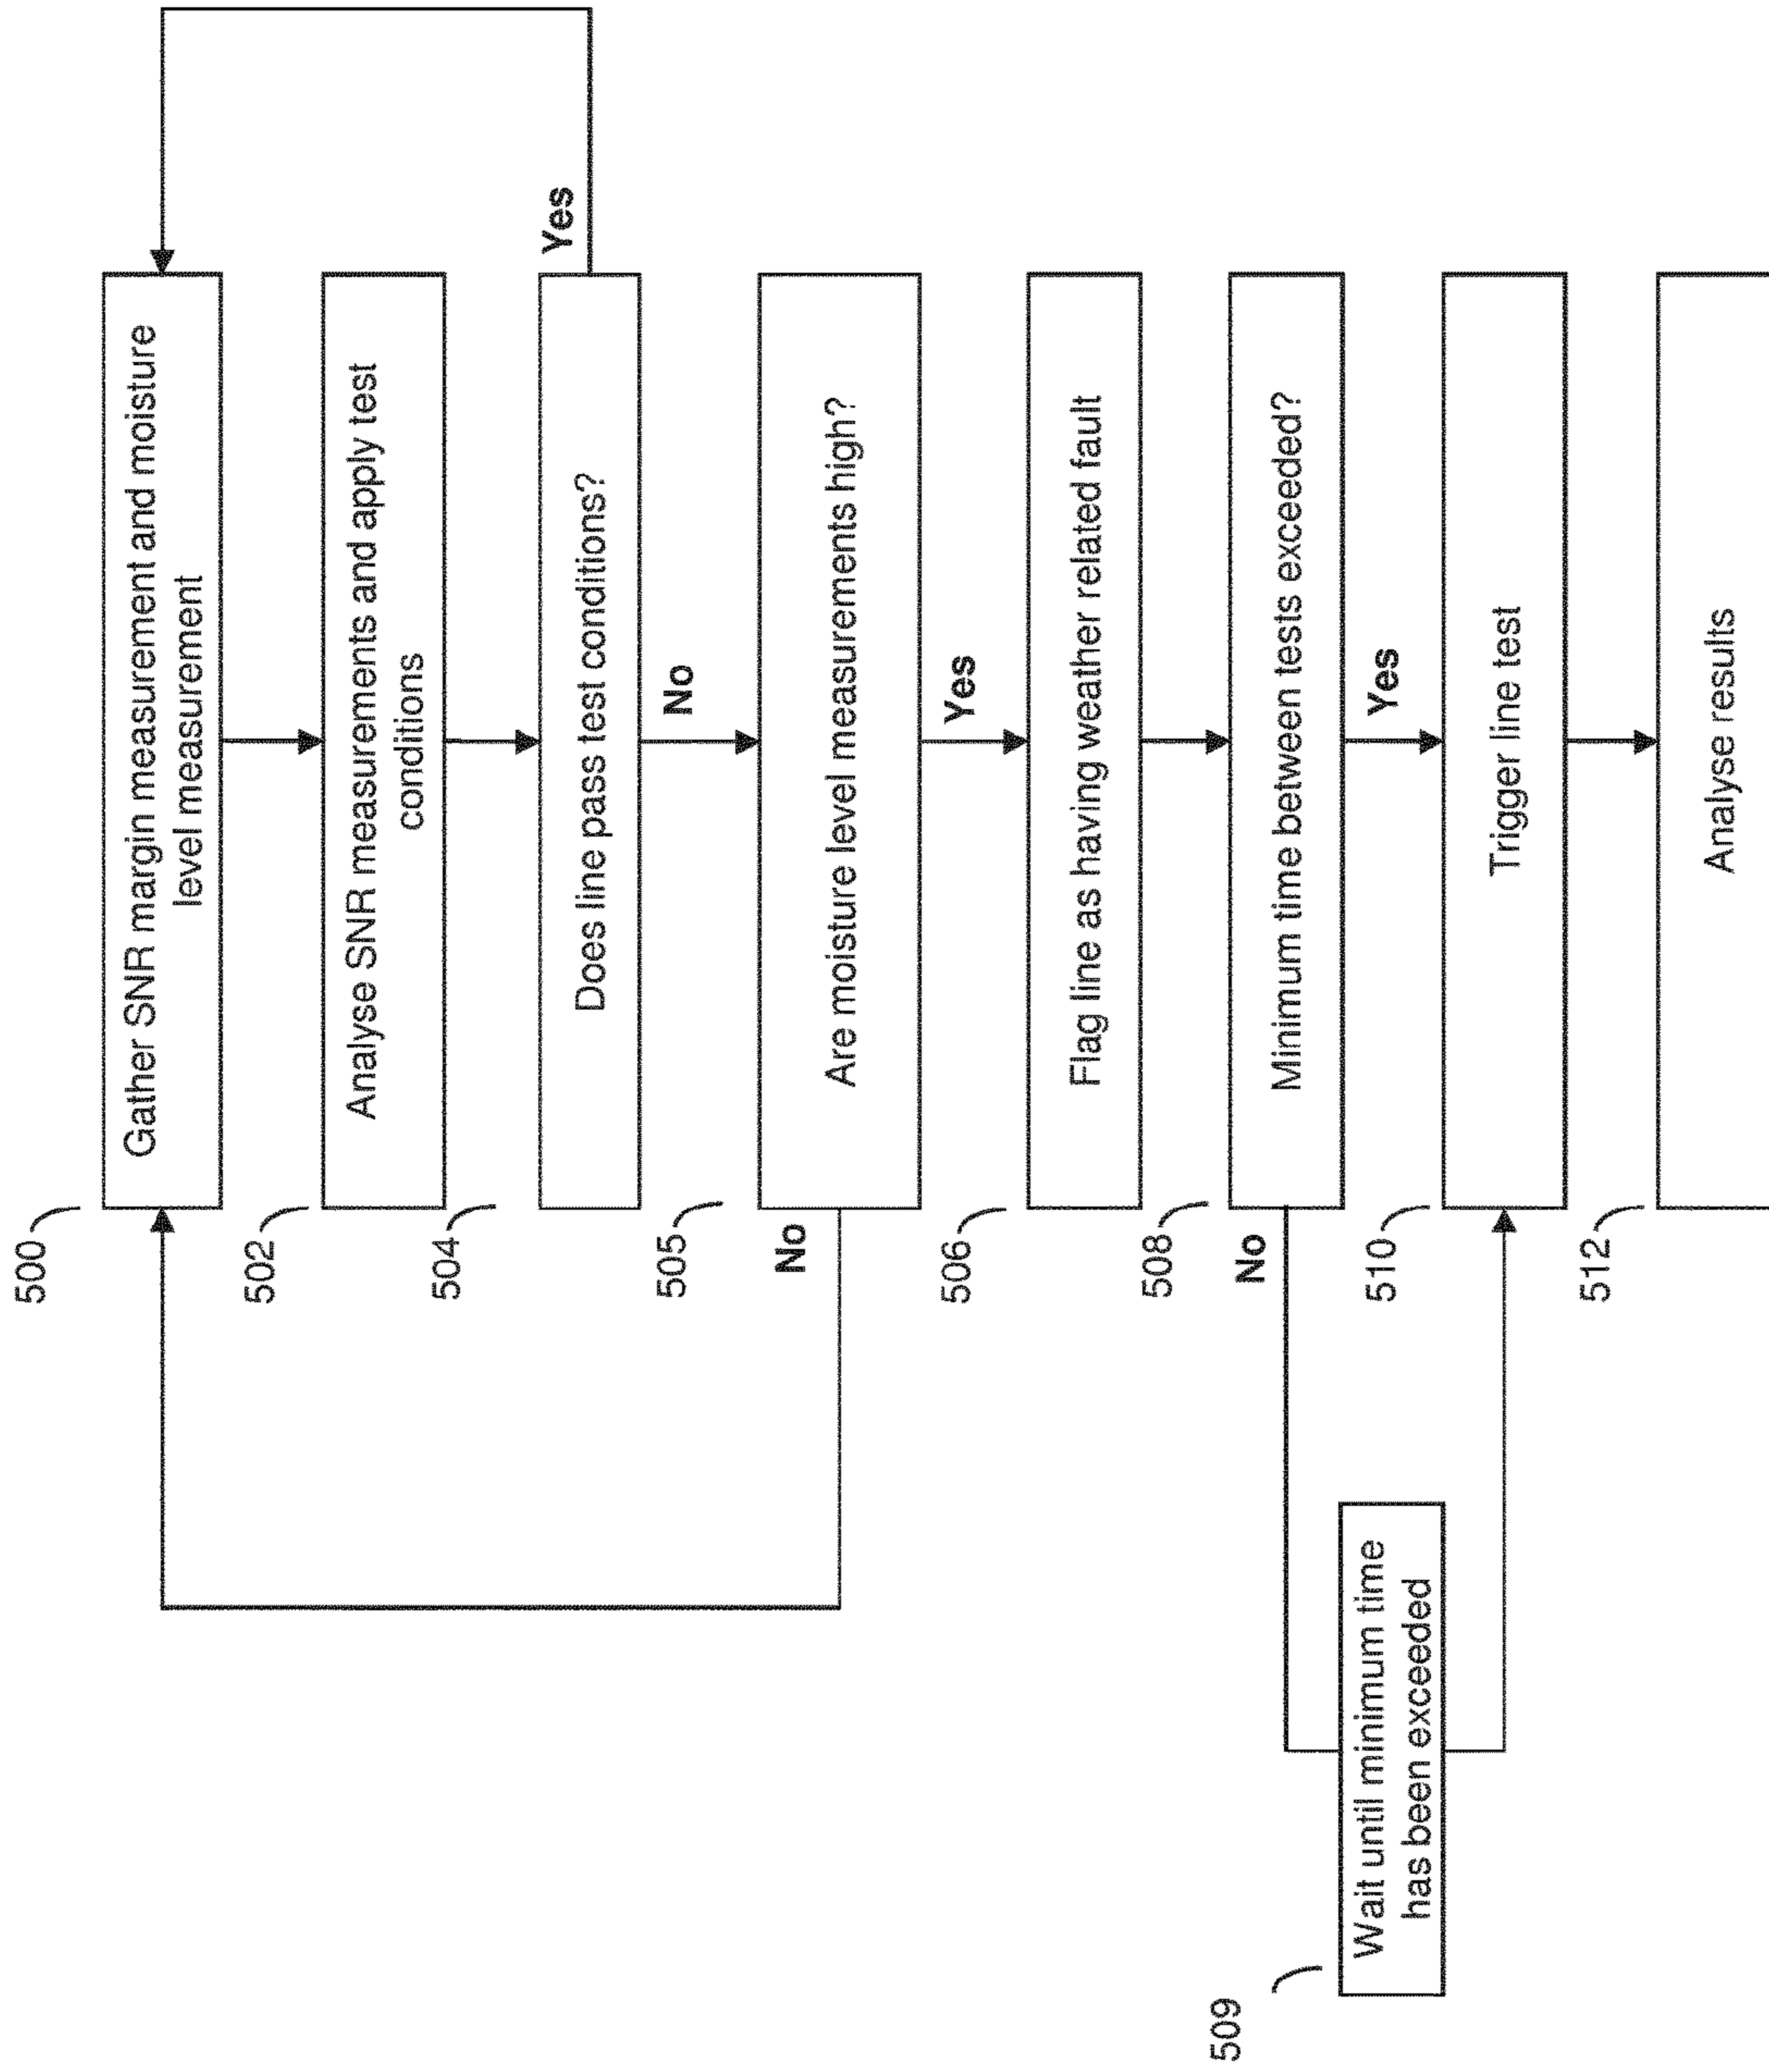 500
Gather SNR margin measurement and moisture
level measurement
502
Analyse SNR measurements and apply test
conditions
504
Does line pass test conditions?
Yes
No
505
Are moisture level measurements high?
No
Yes
506
Flag line as having weather related fault
508
Minimum time between tests exceeded?
No
Yes
509
Wait until minimum time
has been exceeded
510
Trigger line test
512
Analyse results